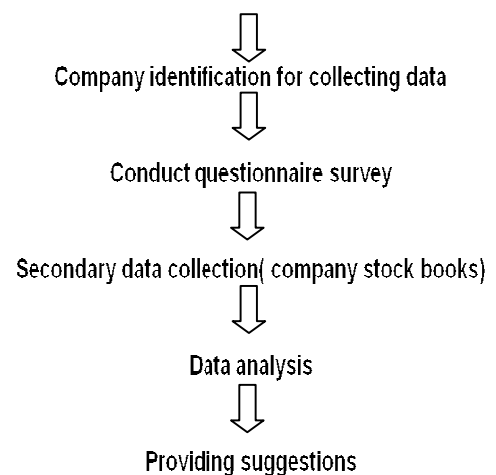 Company identification for collecting data
Conduct questionnaire survey
Secondary data collection( company stock books)
Data analysis
Providing suggestions